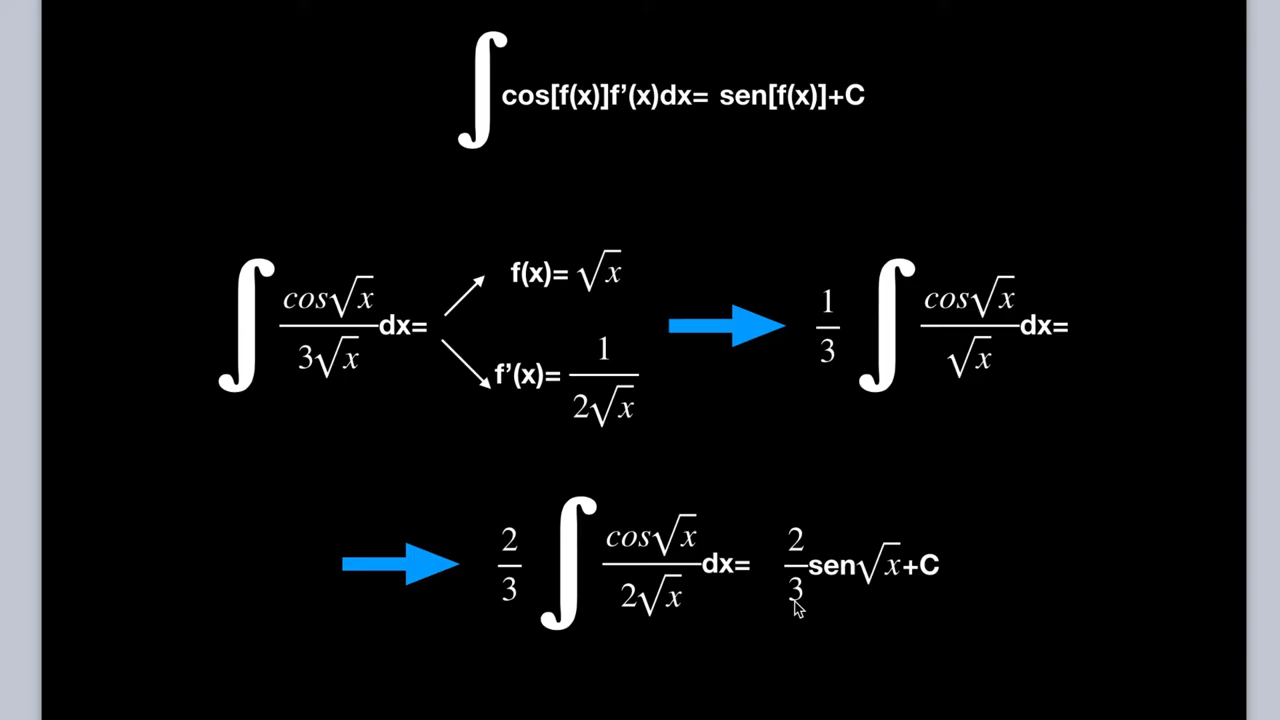 ∫cos[f(x)]f’(x)dx= sen[f(x)]+C
∫ cos√x / 3√x dx= f(x)= √x f’(x)= 1 / 2√x 1/3 ∫ cos√x / √x dx=
2/3 ∫ cos√x / 2√x dx= 2/3 sen√x+C